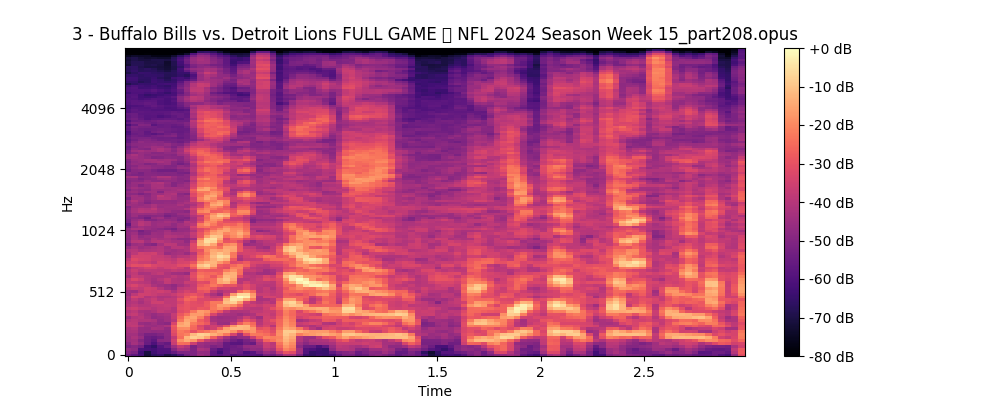 3 - Buffalo Bills vs. Detroit Lions FULL GAME ▯ NFL 2024 Season Week 15_part208.opus
+0 dB
4096
-10 dB
-20 dB
2048
-30 dB
Hz
1024
-40 dB
-50 dB
512
-60 dB
-70 dB
0
-80 dB
0
0.5
1
1.5
2
2.5
Time